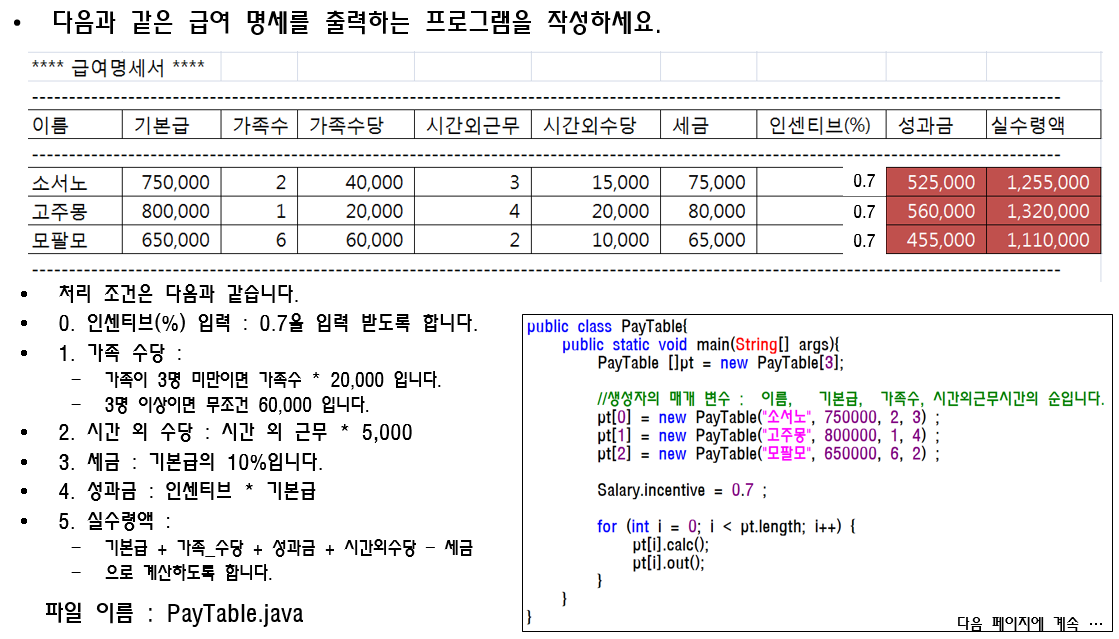 • 다음과 같은 급여 명세를 출력하는 프로그램을 작성하세요.
**** 급여명세서 ****
이름 기본급 가족수 가족수당 시간외근무 시간외수당 세금 인센티브(%) 성과금 실수령액
소서노 750,000 2 40,000 3 15,000 75,000 0.7 525,000 1,255,000
고주몽 800,000 1 20,000 4 20,000 80,000 0.7 560,000 1,320,000
모팔모 650,000 6 60,000 2 10,000 65,000 0.7 455,000 1,110,000
• 처리 조건은 다음과 같습니다.
• 0. 인센티브(%) 입력 : 0.7을 입력 받도록 합니다.
• 1. 가족 수당 :
– 가족이 3명 미만이면 가족수 * 20,000 입니다.
– 3명 이상이면 무조건 60,000 입니다.
• 2. 시간 외 수당 : 시간 외 근무 * 5,000
• 3. 세금 : 기본급의 10%입니다.
• 4. 성과금 : 인센티브 * 기본급
• 5. 실수령액 :
– 기본급 + 가족_수당 + 성과금 + 시간외수당 – 세금
– 으로 계산하도록 합니다.
파일 이름 : PayTable.java
public class PayTable{
public static void main(String[] args){
PayTable []pt = new PayTable[3];
//생성자의 매개 변수 : 이름, 기본급, 가족수, 시간외근무시간의 순입니다.
pt[0] = new PayTable("소서노", 750000, 2, 3) ;
pt[1] = new PayTable("고주몽", 800000, 1, 4) ;
pt[2] = new PayTable("모팔모", 650000, 6, 2) ;
Salary.incentive = 0.7 ;
for (int i = 0; i < pt.length; i++) {
pt[i].calc();
pt[i].out();
}
}
}
다음 페이지에 계속 …